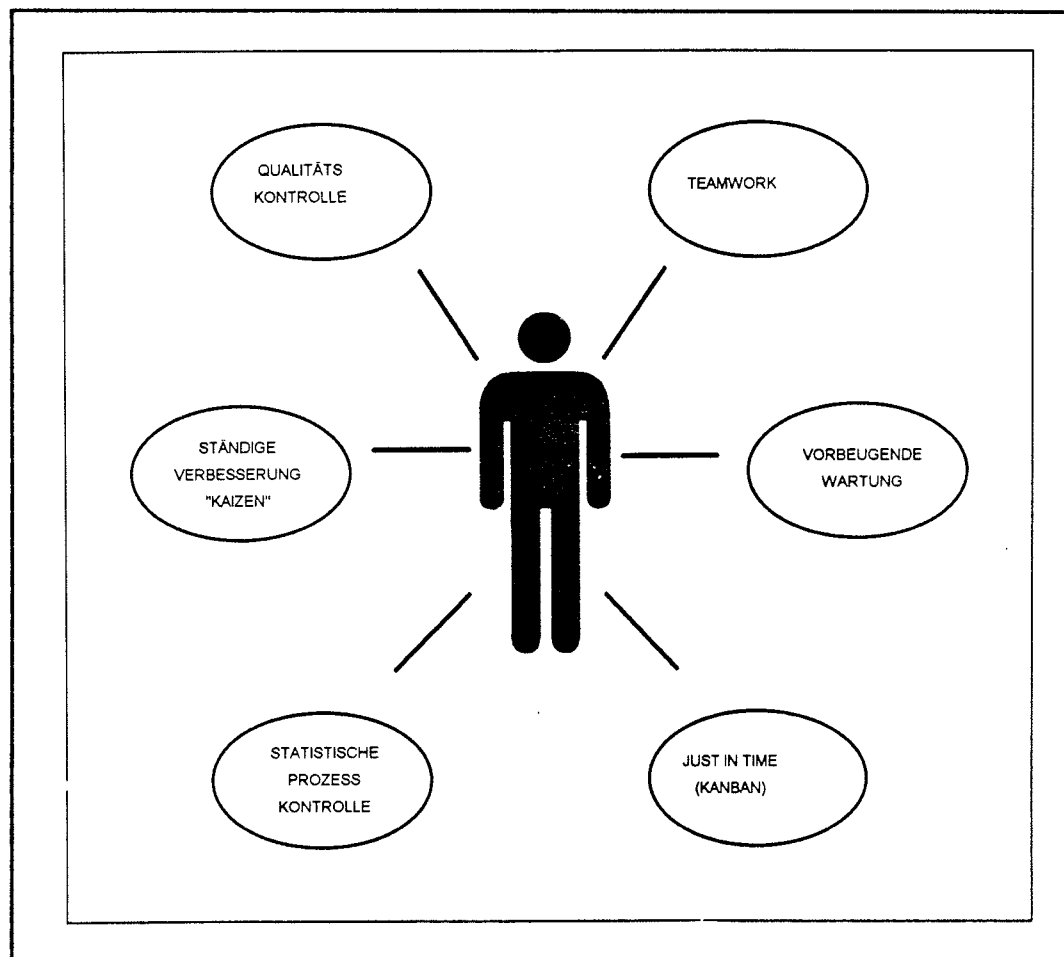 QUALITÄTS
KONTROLLE
TEAMWORK
STÄNDIGE
VERBESSERUNG
"KAIZEN"
VORBEUGENDE
WARTUNG
STATISTISCHE
PROZESS
KONTROLLE
JUST IN TIME
(KANBAN)